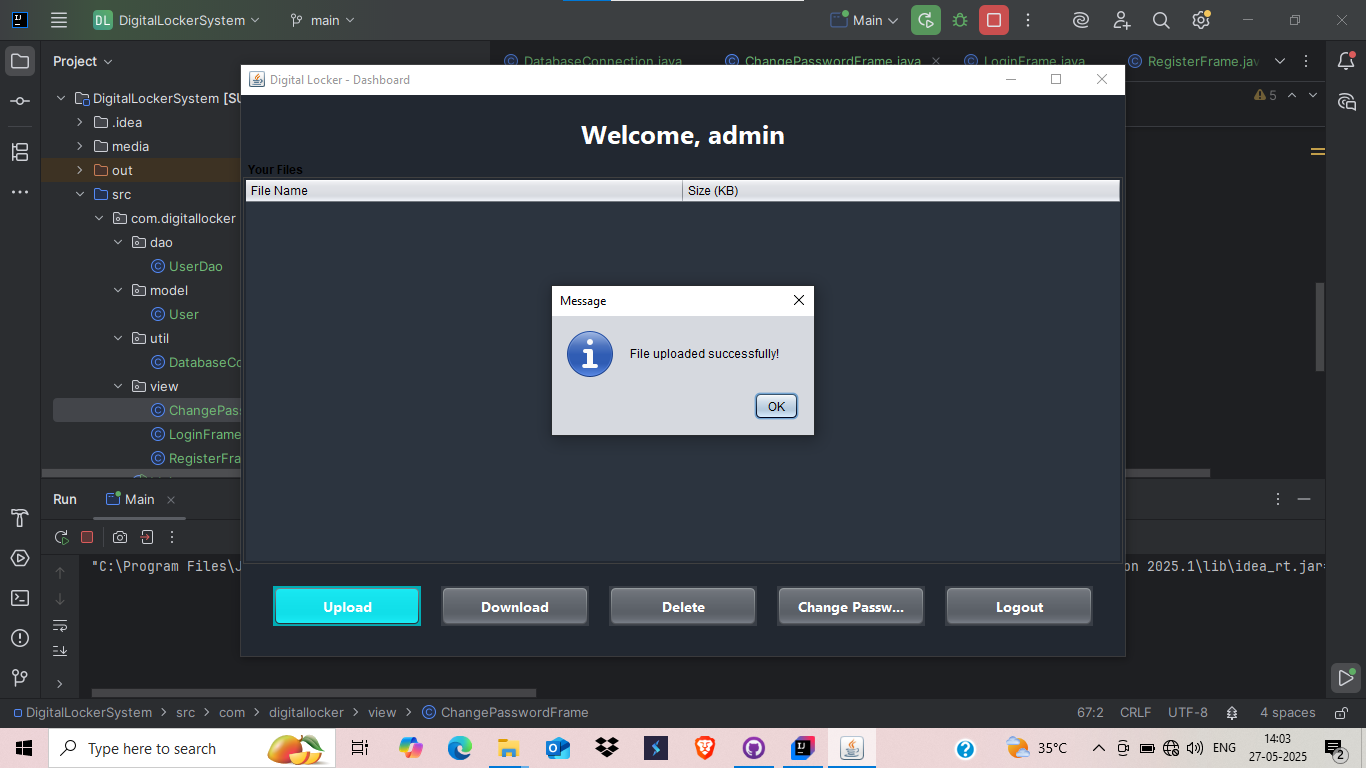 DL DigitalLockerSystem main Main
Project
DatabaseConnection.java ChangePasswordFrame.java LoginFrame.java RegisterFrame.jav
Digital Locker - Dashboard
5
DigitalLockerSystem [SU
.idea
media
out
src
com.digitallocker
dao
UserDao
model
User
util
DatabaseCo
view
ChangePas
LoginFrame
RegisterFra
Welcome, admin
Your Files
File Name Size (KB)
Message
File uploaded successfully!
OK
Upload Download Delete Change Passw... Logout
Run Main
"C:\Program Files\J
on 2025.1\lib\idea_rt.jar=
DigitalLockerSystem > src > com > digitallocker > view > ChangePasswordFrame
67:2 CRLF UTF-8 4 spaces
Type here to search
35°C
ENG
14:03
27-05-2025
2